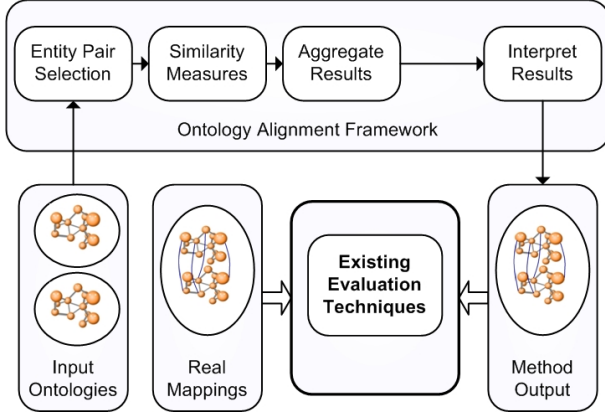 Entity Pair
Selection
Similarity
Measures
Aggregate
Results
Interpret
Results
Ontology Alignment Framework
Existing
Evaluation
Techniques
Input
Ontologies
Real
Mappings
Method
Output